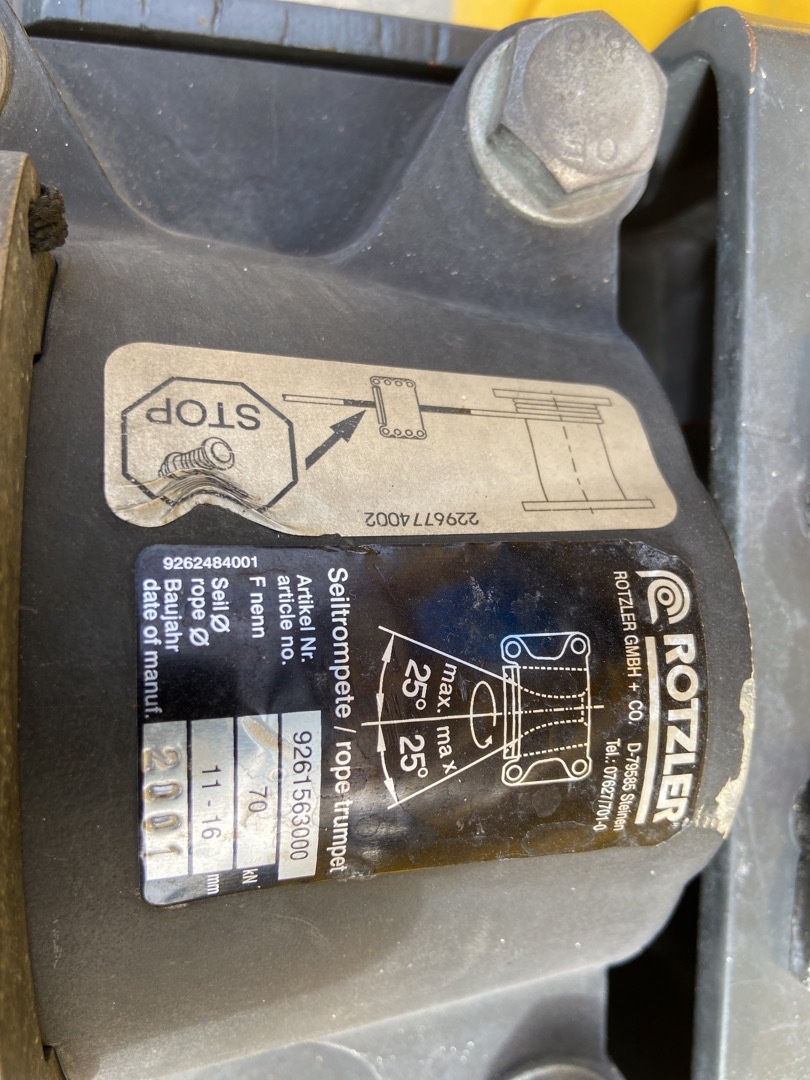 ROTZLER
ROTZLER GMBH + CO. D-79585 Steinen
Tel.: 07627/701-0
max. max
25° 25°
Seiltrompete / rope trumpet
Artikel Nr.
article no. 9261563000
F nenn 70 kN
Seil Ø
rope Ø 11 - 16 mm
Baujahr
date of manuf. 2001
9262484001
STOP
2296774002
8.8